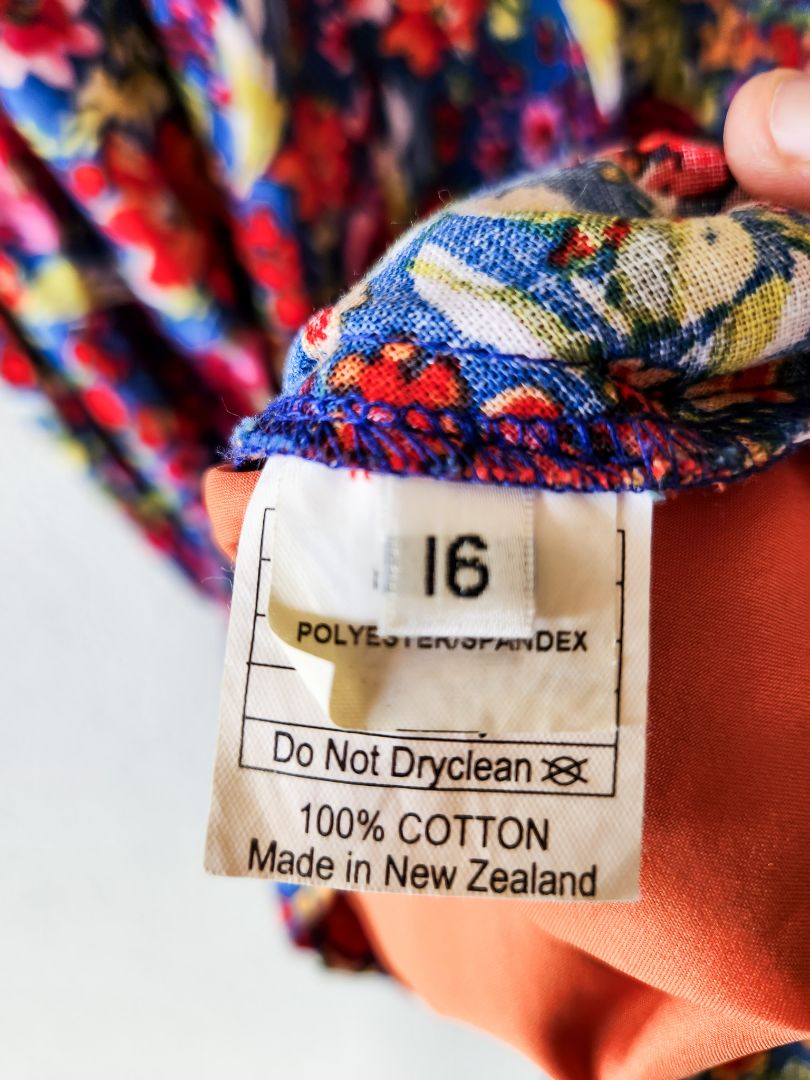 16
POLYESTER/SPANDEX
Do Not Dryclean
100% COTTON
Made in New Zealand